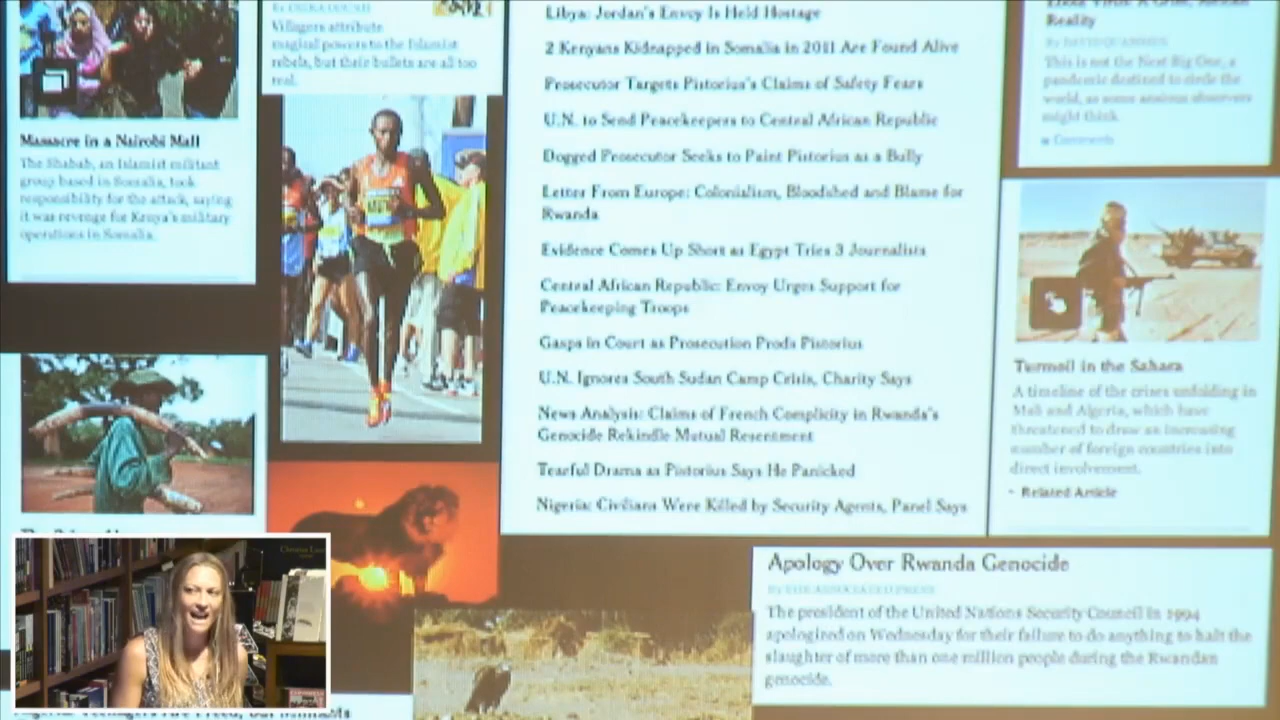 Villagers attribute
magical powers to the Islamist
rebels, but their bullets are all too
real.
Massacre in a Nairobi Mall
The Shabab, an Islamist militant
group based in Somalia, took
responsibility for the attack, saying
it was revenge for Kenya's military
operations in Somalia.
Libya: Jordan's Envoy Is Held Hostage
2 Kenyans Kidnapped in Somalia in 2011 Are Found Alive
Prosecutor Targets Pistorius's Claims of Safety Fears
U.N. to Send Peacekeepers to Central African Republic
Dogged Prosecutor Seeks to Paint Pistorius as a Bully
Letter From Europe: Colonialism, Bloodshed and Blame for
Rwanda
Evidence Comes Up Short as Egypt Tries 3 Journalists
Central African Republic: Envoy Urges Support for
Peacekeeping Troops
Gasps in Court as Prosecution Prods Pistorius
U.N. Ignores South Sudan Camp Crisis, Charity Says
News Analysis: Claims of French Complicity in Rwanda's
Genocide Rekindle Mutual Resentment
Tearful Drama as Pistorius Says He Panicked
Nigeria: Civilians Were Killed by Security Agents, Panel Says
Reality
This is not the Next Big One, a
pandemic destined to circle the
world, as some anxious observers
might think.
Comments
Turmoil in the Sahara
A timeline of the crises unfolding in
Mali and Algeria, which have
threatened to draw an increasing
number of foreign countries into
direct involvement.
Related Article
Apology Over Rwanda Genocide
By THE ASSOCIATED PRESS
The president of the United Nations Security Council in 1994
apologized on Wednesday for their failure to do anything to halt the
slaughter of more than one million people during the Rwandan
genocide.